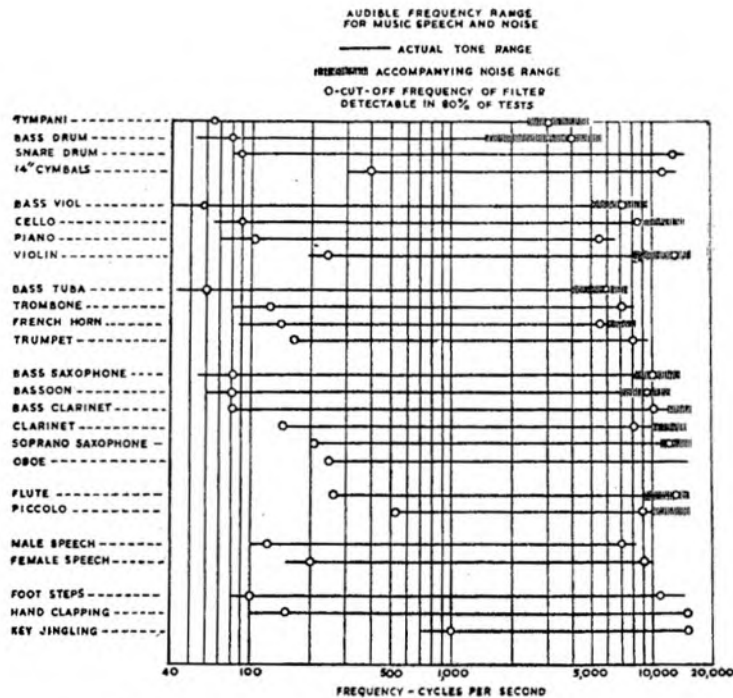 AUDIBLE FREQUENCY RANGE
FOR MUSIC SPEECH AND NOISE
ACTUAL TONE RANGE
ACCOMPANYING NOISE RANGE
O-CUT-OFF FREQUENCY OF FILTER
DETECTABLE IN 80% OF TESTS
TYMPANI
BASS DRUM
SNARE DRUM
14" CYMBALS
BASS VIOL
CELLO
PIANO
VIOLIN
BASS TUBA
TROMBONE
FRENCH HORN
TRUMPET
BASS SAXOPHONE
BASSOON
BASS CLARINET
CLARINET
SOPRANO SAXOPHONE
OBOE
FLUTE
PICCOLO
MALE SPEECH
FEMALE SPEECH
FOOT STEPS
HAND CLAPPING
KEY JINGLING
40 100 500 1,000 5,000 10,000 20,000
FREQUENCY - CYCLES PER SECOND